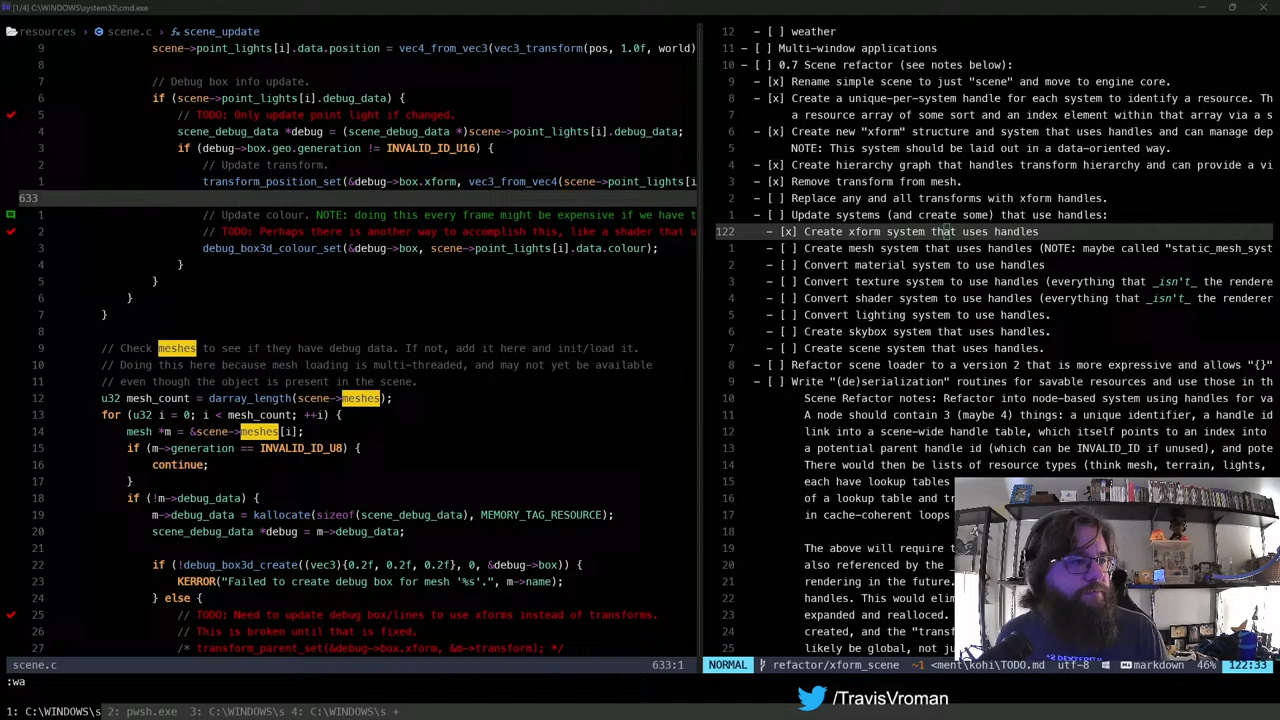 [1/4] C:\WINDOWS\system32\cmd.exe
resources > scene.c > scene_update
9 scene->point_lights[i].data.position = vec4_from_vec3(vec3_transform(pos, 1.0f, world)
8
7 // Debug box info update.
6 if (scene->point_lights[i].debug_data) {
5 // TODO: Only update point light if changed.
4 scene_debug_data *debug = (scene_debug_data *)scene->point_lights[i].debug_data;
3 if (debug->box.geo.generation != INVALID_ID_U16) {
2 // Update transform.
1 transform_position_set(&debug->box.xform, vec3_from_vec4(scene->point_lights[i
633
1 // Update colour. NOTE: doing this every frame might be expensive if we have t
2 // TODO: Perhaps there is another way to accomplish this, like a shader that u
3 debug_box3d_colour_set(&debug->box, scene->point_lights[i].data.colour);
4 }
5 }
6 }
7 }
8
9 // Check meshes to see if they have debug data. If not, add it here and init/load it.
10 // Doing this here because mesh loading is multi-threaded, and may not yet be available
11 // even though the object is present in the scene.
12 u32 mesh_count = darray_length(scene->meshes);
13 for (u32 i = 0; i < mesh_count; ++i) {
14 mesh *m = &scene->meshes[i];
15 if (m->generation == INVALID_ID_U8) {
16 continue;
17 }
18 if (!m->debug_data) {
19 m->debug_data = kallocate(sizeof(scene_debug_data), MEMORY_TAG_RESOURCE);
20 scene_debug_data *debug = m->debug_data;
21
22 if (!debug_box3d_create((vec3){0.2f, 0.2f, 0.2f}, 0, &debug->box)) {
23 KERROR("Failed to create debug box for mesh '%s'.", m->name);
24 } else {
25 // TODO: Need to update debug box/lines to use xforms instead of transforms.
26 // This is broken until that is fixed.
27 /* transform_parent_set(&debug->box.xform, &m->transform); */
scene.c 633:1
:wa
12 - [ ] weather
11 - [ ] Multi-window applications
10 - [ ] 0.7 Scene refactor (see notes below):
9 - [x] Rename simple scene to just "scene" and move to engine core.
8 - [x] Create a unique-per-system handle for each system to identify a resource. Th
7 a resource array of some sort and an index element within that array via a s
6 - [x] Create new "xform" structure and system that uses handles and can manage dep
5 NOTE: This system should be laid out in a data-oriented way.
4 - [x] Create hierarchy graph that handles transform hierarchy and can provide a vi
3 - [x] Remove transform from mesh.
2 - [ ] Replace any and all transforms with xform handles.
1 - [ ] Update systems (and create some) that use handles:
122 - [x] Create xform system that uses handles
1 - [ ] Create mesh system that uses handles (NOTE: maybe called "static_mesh_syst
2 - [ ] Convert material system to use handles
3 - [ ] Convert texture system to use handles (everything that _isn't_ the rendere
4 - [ ] Convert shader system to use handles (everything that _isn't_ the renderer
5 - [ ] Convert lighting system to use handles.
6 - [ ] Create skybox system that uses handles.
7 - [ ] Create scene system that uses handles.
8 - [ ] Refactor scene loader to a version 2 that is more expressive and allows "{}"
9 - [ ] Write "(de)serialization" routines for savable resources and use those in th
10 Scene Refactor notes: Refactor into node-based system using handles for va
11 A node should contain 3 (maybe 4) things: a unique identifier, a handle id
12 link into a scene-wide handle table, which itself points to an index into
13 a potential parent handle id (which can be INVALID_ID if unused), and pote
14 There would then be lists of resource types (think mesh, terrain, lights,
15 each have lookup tables
16 of a lookup table and tr
17 in cache-coherent loops
18
19 The above will require t
20 also referenced by the
21 rendering in the future.
22 handles. This would elim
23 expanded and realloced.
24 created, and the "transf
25 likely be global, not jus
NORMAL refactor/xform_scene ~1 <ment\kohi\TODO.md utf-8 markdown 46% 122:33
/TravisVroman
1: C:\WINDOWS\s 2: pwsh.exe 3: C:\WINDOWS\s 4: C:\WINDOWS\s +